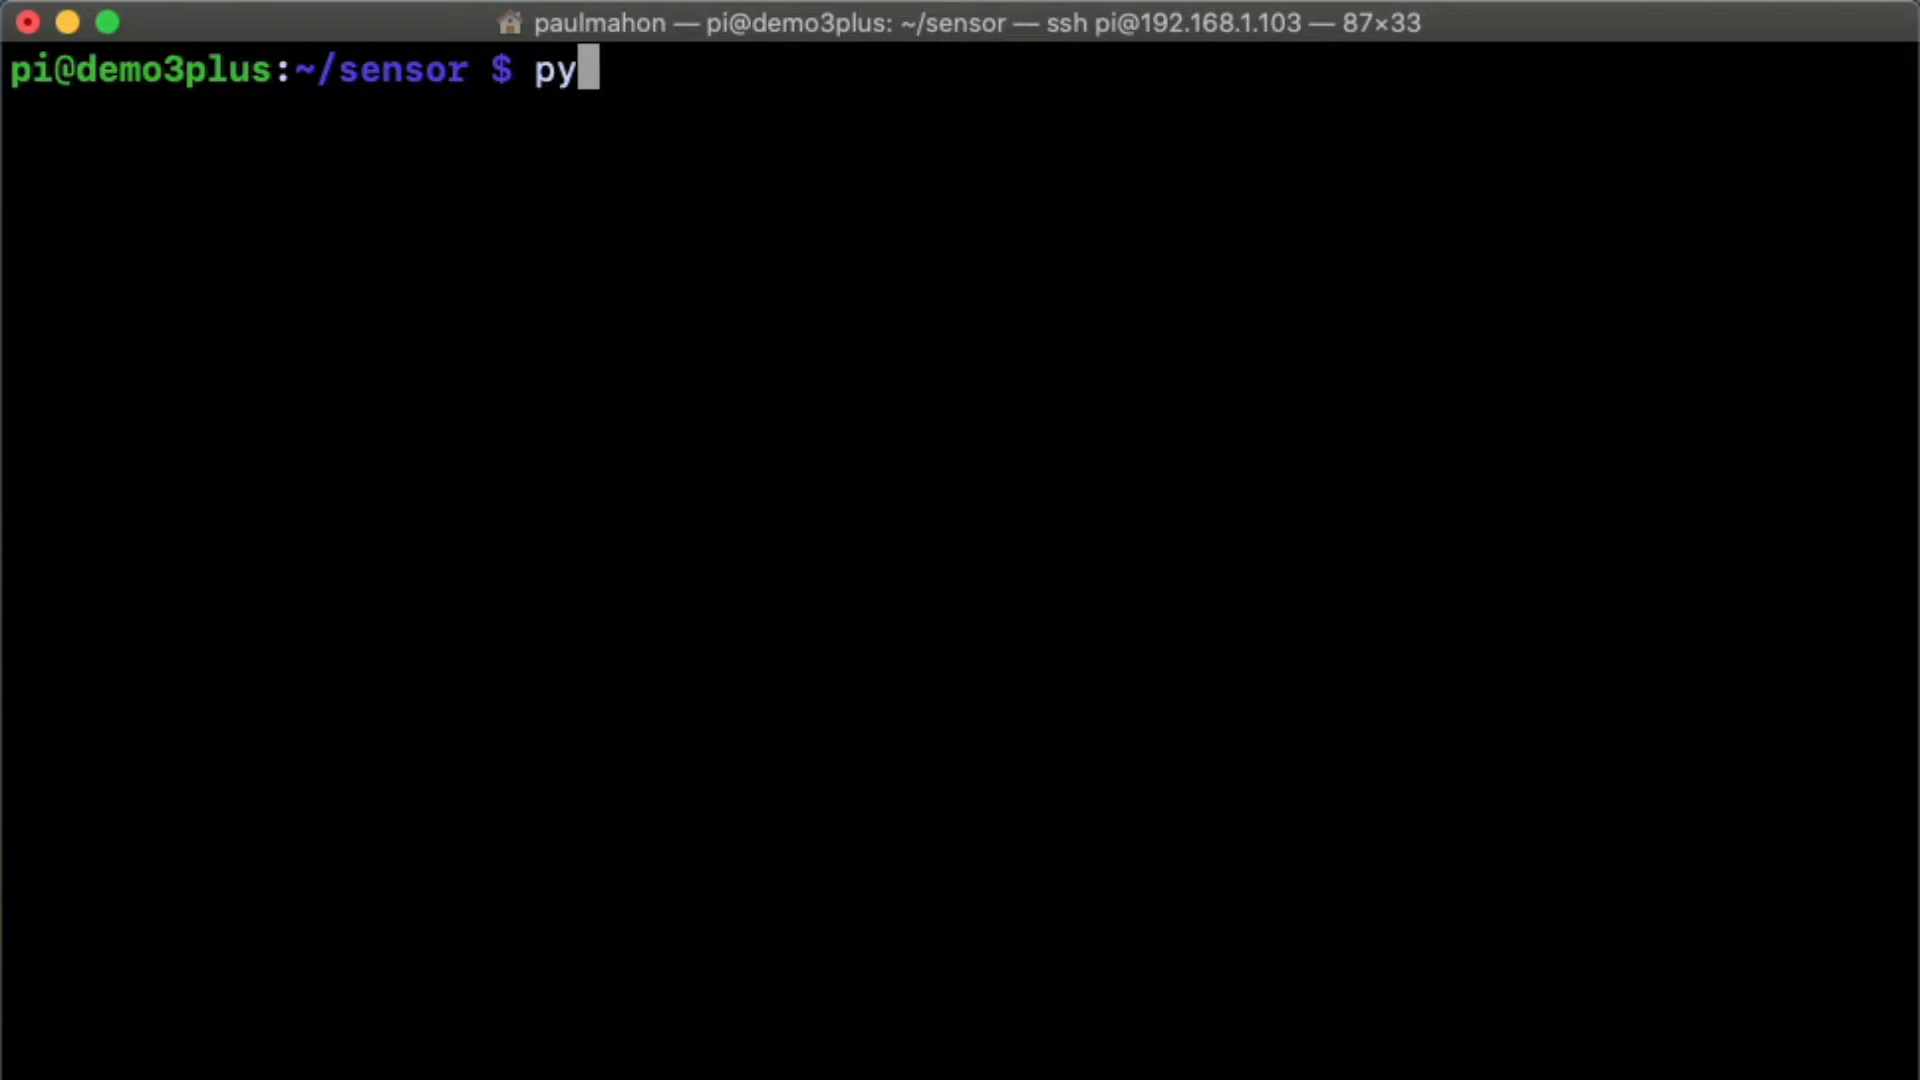 paulmahon — pi@demo3plus: ~/sensor — ssh pi@192.168.1.103 — 87×33
pi@demo3plus:~/sensor $ py